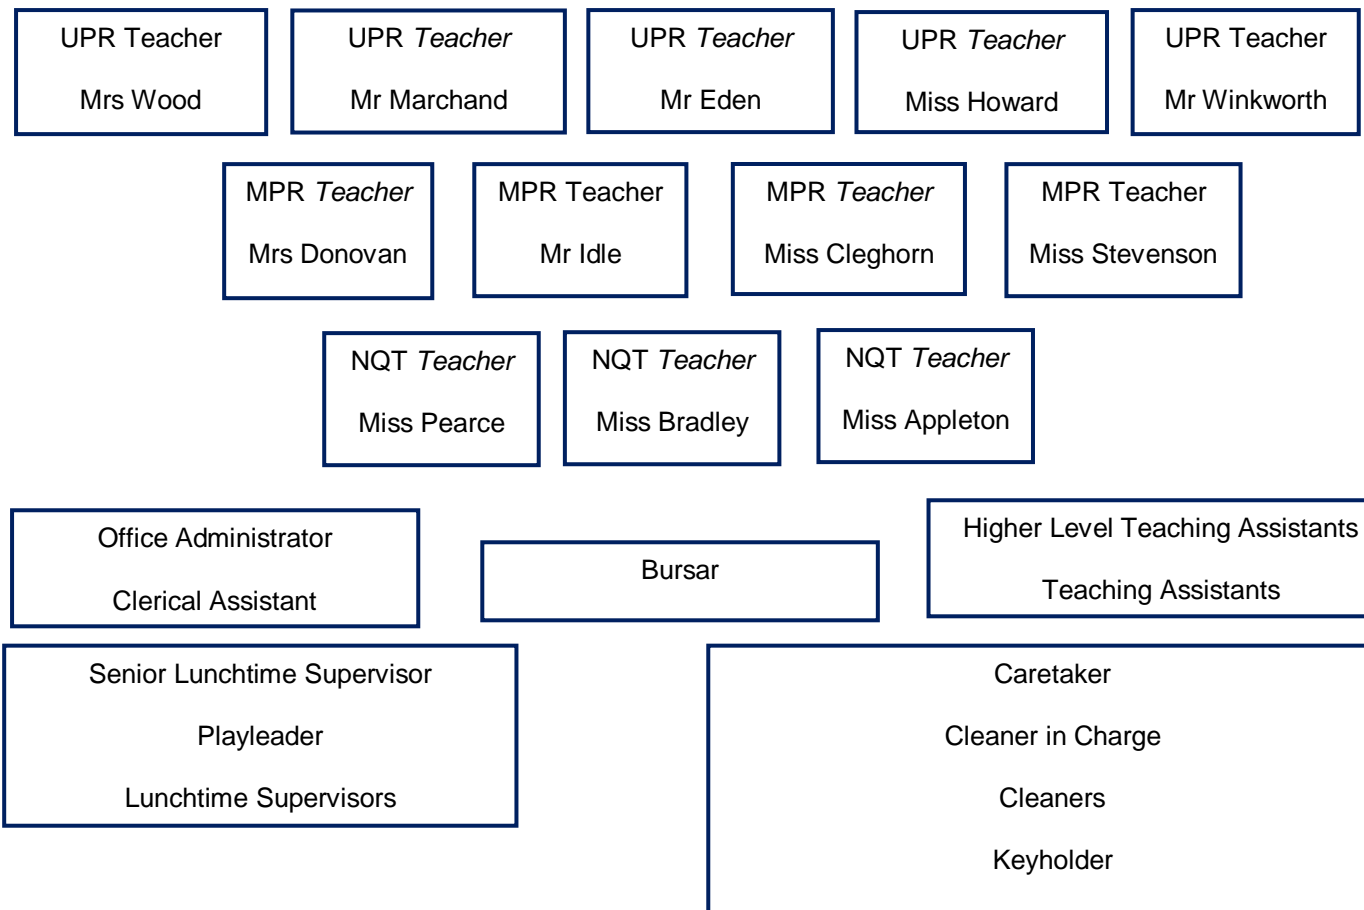 UPR Teacher
Mrs Wood
UPR Teacher
Mr Marchand
UPR Teacher
Mr Eden
UPR Teacher
Miss Howard
UPR Teacher
Mr Winkworth
MPR Teacher
Mrs Donovan
MPR Teacher
Mr Idle
MPR Teacher
Miss Cleghorn
MPR Teacher
Miss Stevenson
NQT Teacher
Miss Pearce
NQT Teacher
Miss Bradley
NQT Teacher
Miss Appleton
Office Administrator
Clerical Assistant
Bursar
Higher Level Teaching Assistants
Teaching Assistants
Senior Lunchtime Supervisor
Playleader
Lunchtime Supervisors
Caretaker
Cleaner in Charge
Cleaners
Keyholder